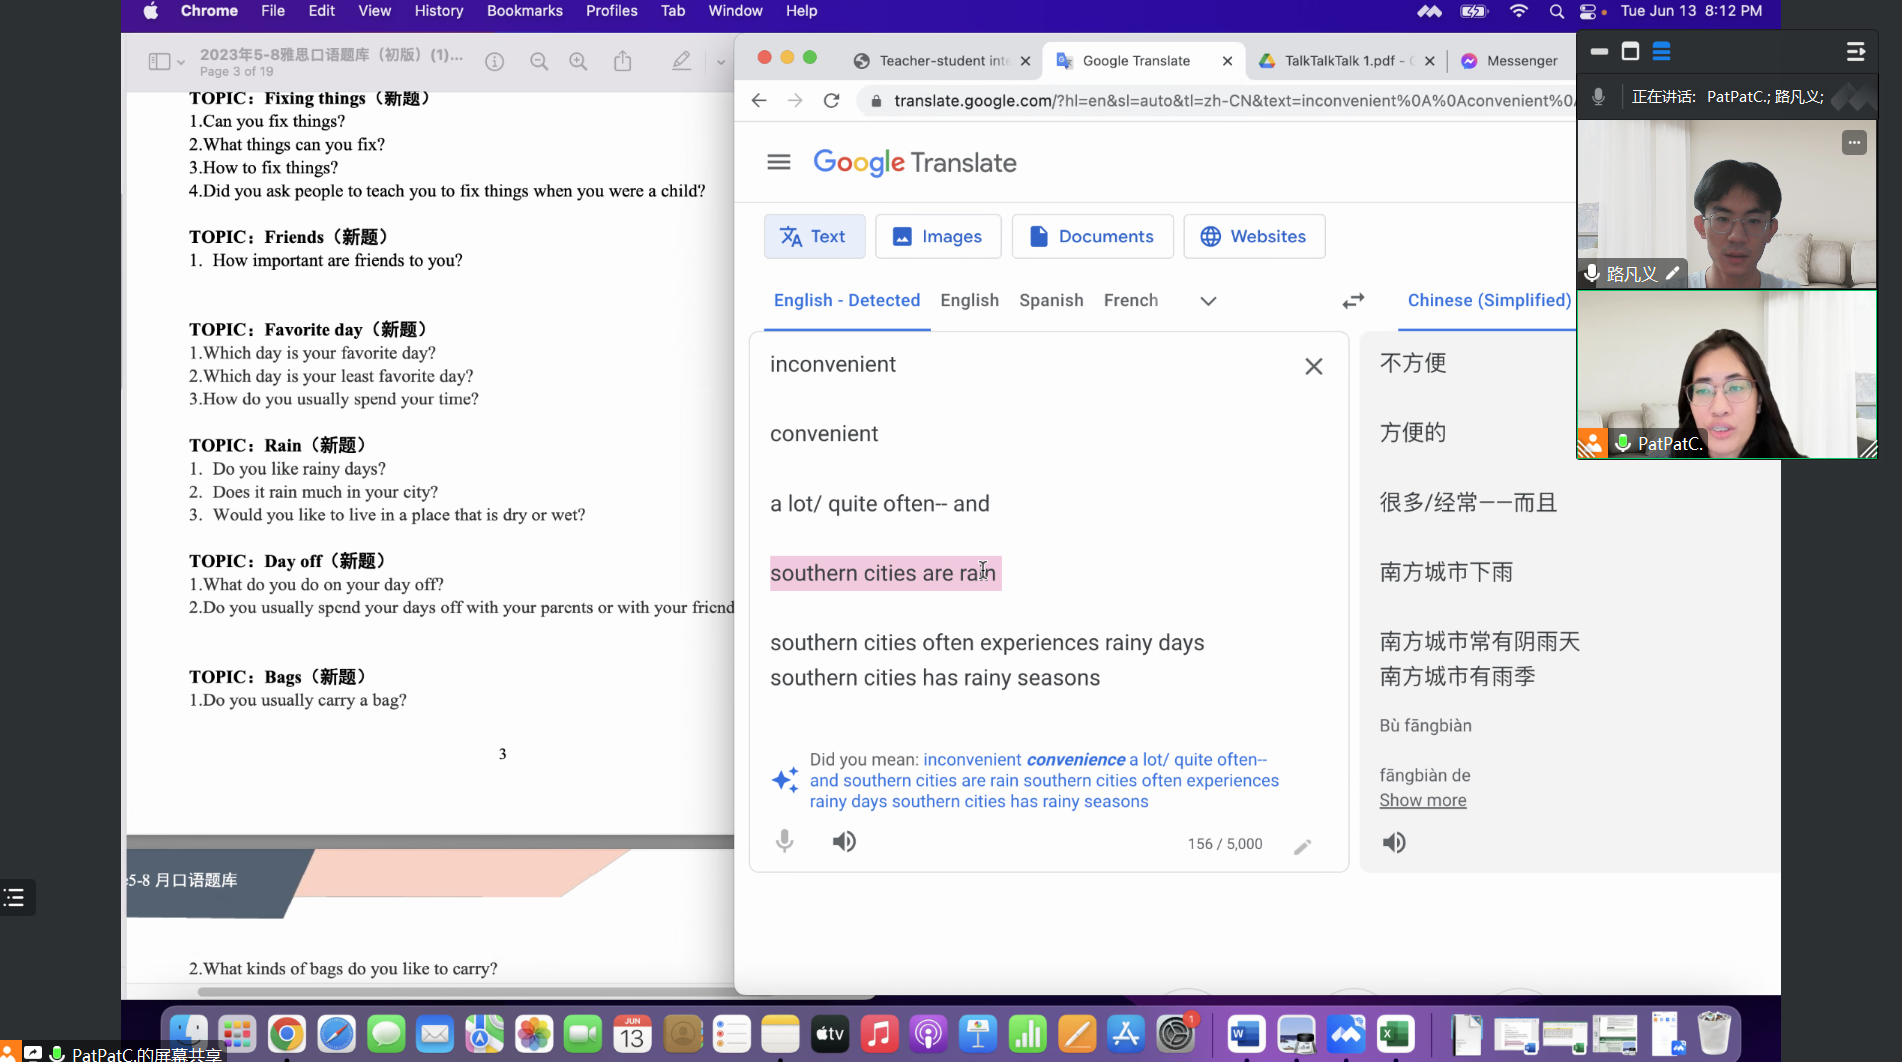 Chrome File Edit View History Bookmarks Profiles Tab Window Help
Tue Jun 13 8:12 PM
2023年5-8雅思口语题库（初版）(1)...
Page 3 of 19
TOPIC：Fixing things（新题）
1.Can you fix things?
2.What things can you fix?
3.How to fix things?
4.Did you ask people to teach you to fix things when you were a child?
TOPIC：Friends（新题）
1. How important are friends to you?
TOPIC：Favorite day（新题）
1.Which day is your favorite day?
2.Which day is your least favorite day?
3.How do you usually spend your time?
TOPIC：Rain（新题）
1. Do you like rainy days?
2. Does it rain much in your city?
3. Would you like to live in a place that is dry or wet?
TOPIC：Day off（新题）
1.What do you do on your day off?
2.Do you usually spend your days off with your parents or with your friend
TOPIC：Bags（新题）
1.Do you usually carry a bag?
3
5-8 月口语题库
2.What kinds of bags do you like to carry?
Teacher-student inte
Google Translate
TalkTalkTalk 1.pdf -
Messenger
translate.google.com/?hl=en&sl=auto&tl=zh-CN&text=inconvenient%0A%0Aconvenient%0
Google Translate
Text
Images
Documents
Websites
English - Detected English Spanish French
Chinese (Simplified)
inconvenient
convenient
a lot/ quite often-- and
southern cities are rain
southern cities often experiences rainy days
southern cities has rainy seasons
Did you mean: inconvenient convenience a lot/ quite often--
and southern cities are rain southern cities often experiences
rainy days southern cities has rainy seasons
156 / 5,000
不方便
方便的
很多/经常——而且
南方城市下雨
南方城市常有阴雨天
南方城市有雨季
Bù fāngbiàn
fāngbiàn de
Show more
正在讲话: PatPatC.; 路凡义;
路凡义
PatPatC.
JUN
13
tv
1
PatPatC.的屏幕共享